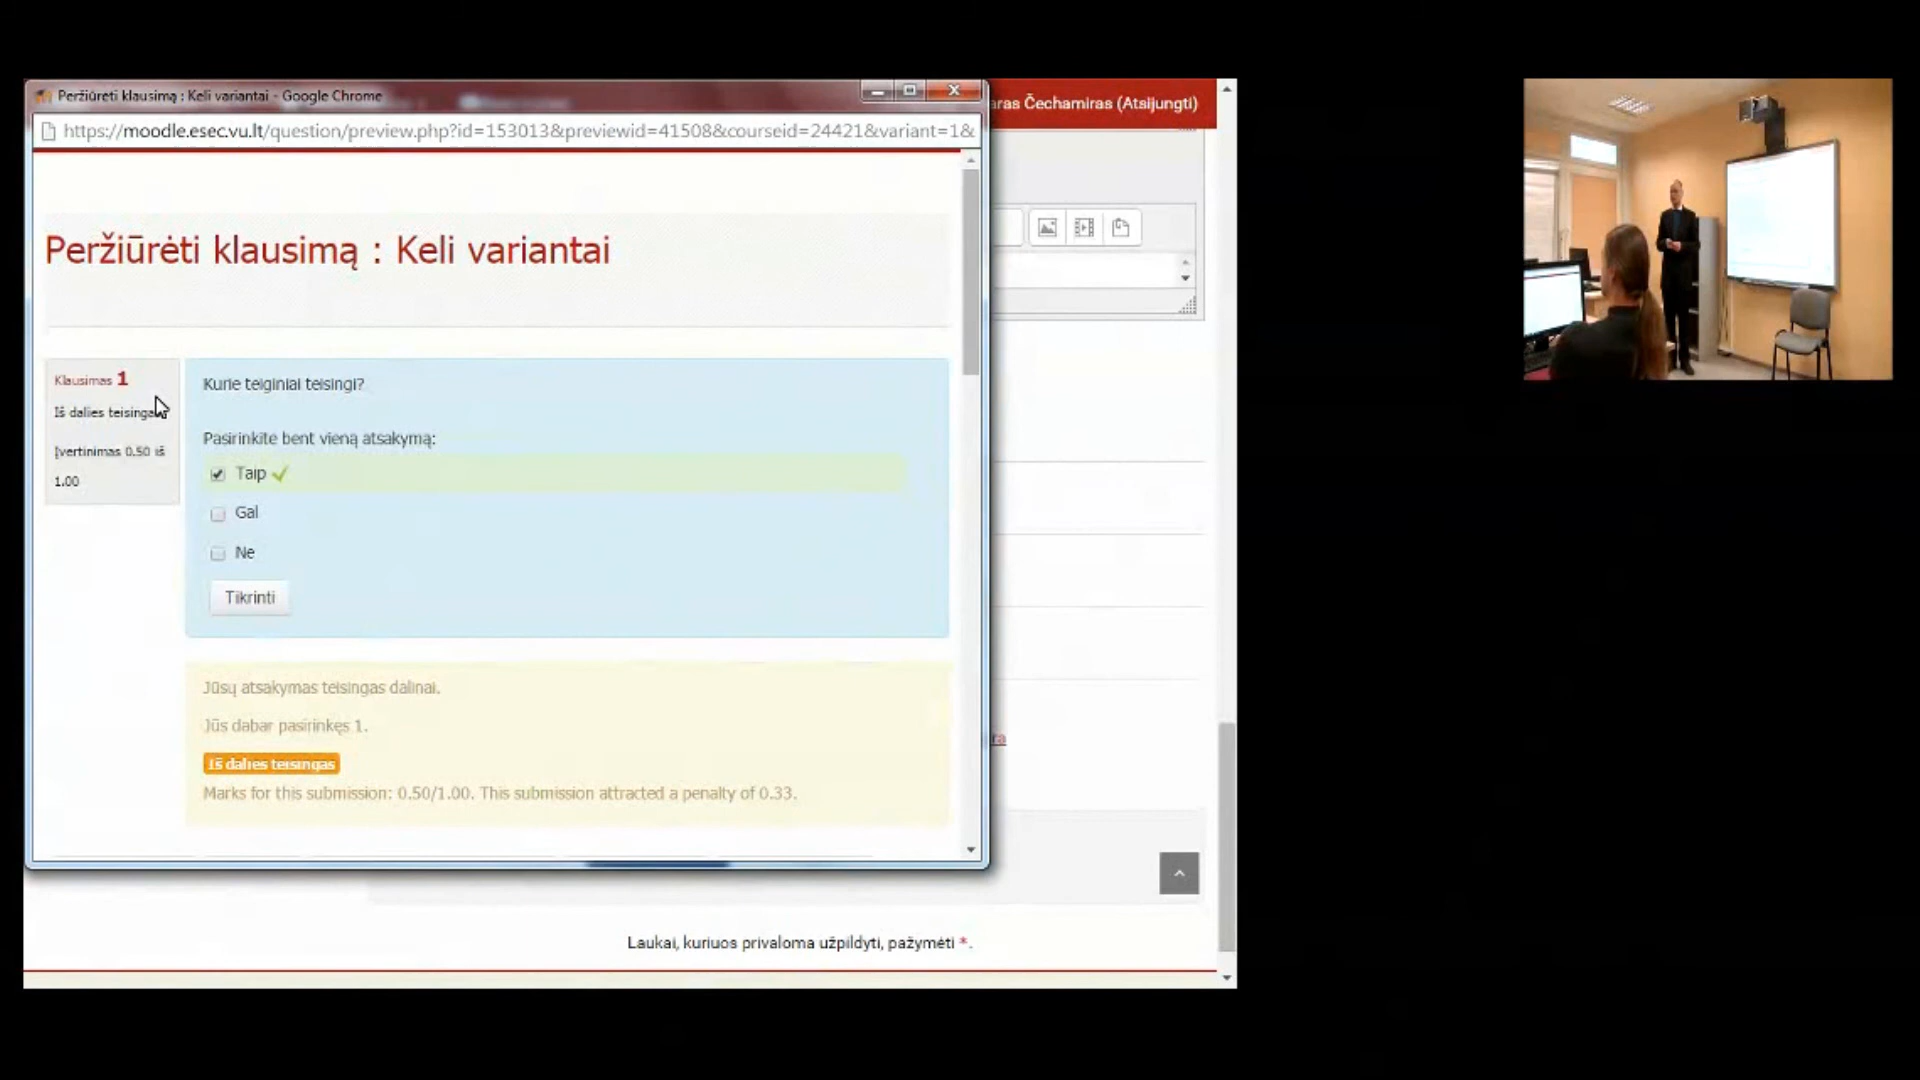 Peržiūrėti klausimą : Keli variantai - Google Chrome
Čechamiras (Atsijungti)
https://moodle.esec.vu.lt/question/preview.php?id=153013&previewid=41508&courseid=24421&variant=1&
Peržiūrėti klausimą : Keli variantai
Klausimas 1
Iš dalies teisingas
Įvertinimas 0.50 iš
1.00
Kurie teiginiai teisingi?
Pasirinkite bent vieną atsakymą:
Taip
Gal
Ne
Tikrinti
Jūsų atsakymas teisingas dalinai.
Jūs dabar pasirinkęs 1.
Iš dalies teisingas
Marks for this submission: 0.50/1.00. This submission attracted a penalty of 0.33.
Laukai, kuriuos privaloma užpildyti, pažymėti *.